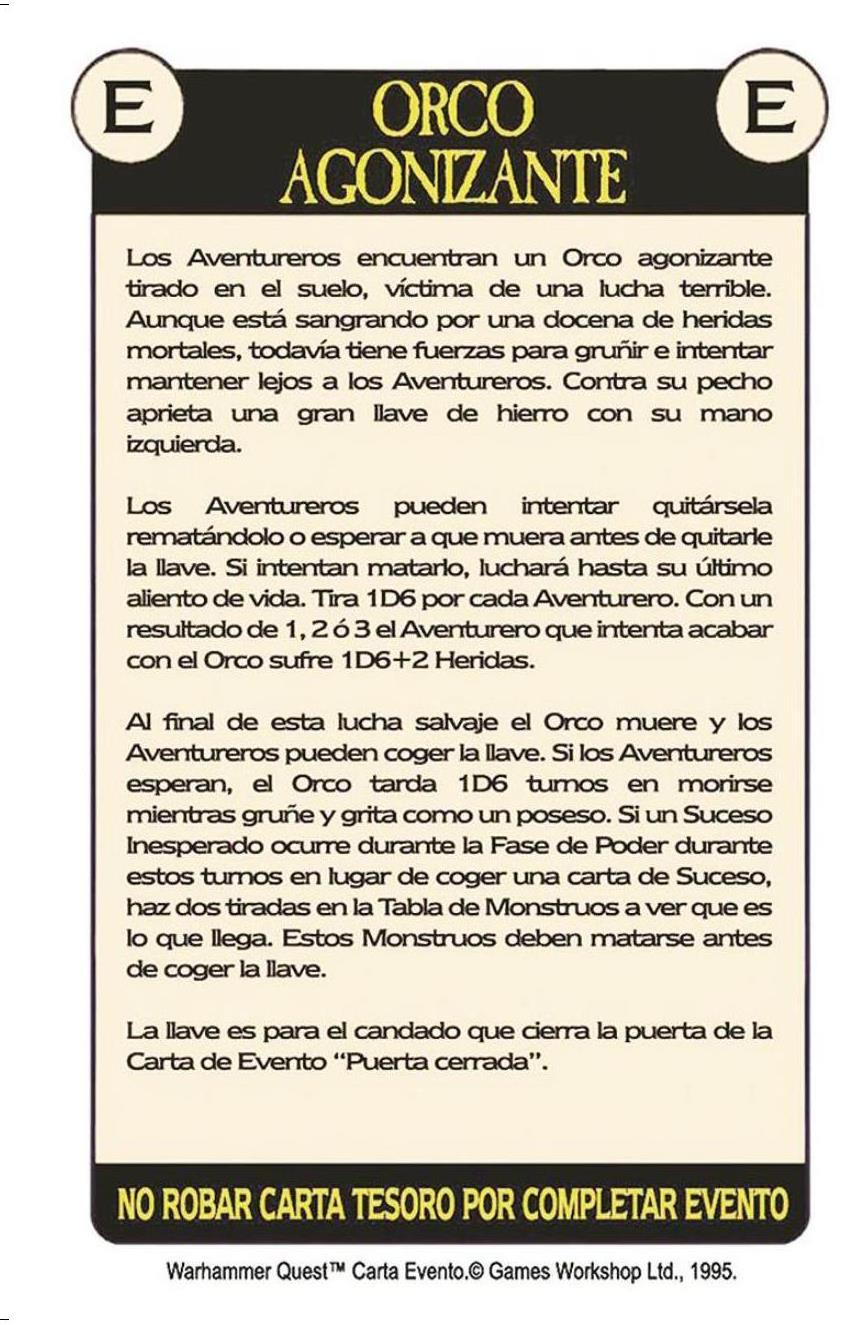 E
ORCO
E
AGONIZANTE
Los Aventureros encuentran un Orco agonizante
tirado en el suelo, víctima de una lucha terrible.
Aunque está sangrando por una docena de heridas
mortales, todavía tiene fuerzas para gruñir e intentar
mantener lejos a los Aventureros. Contra su pecho
aprieta una gran llave de hierro con su mano
izquierda.
Los Aventureros pueden intentar quitársela
rematándolo o esperar a que muera antes de quitarle
la llave. Si intentan matarlo, luchará hasta su último
aliento de vida. Tira 1D6 por cada Aventurero. Con un
resultado de 1, 2 ó 3 el Aventurero que intenta acabar
con el Orco sufre 1D6+2 Heridas.
Al final de esta lucha salvaje el Orco muere y los
Aventureros pueden coger la llave. Si los Aventureros
esperan, el Orco tarda 1D6 turnos en morirse
mientras gruñe y grita como un poseso. Si un Suceso
Inesperado ocurre durante la Fase de Poder durante
estos turnos en lugar de coger una carta de Suceso,
haz dos tiradas en la Tabla de Monstruos a ver que es
lo que llega. Estos Monstruos deben matarse antes
de coger la llave.
La llave es para el candado que cierra la puerta de la
Carta de Evento “Puerta cerrada”.
NO ROBAR CARTA TESORO POR COMPLETAR EVENTO
Warhammer Quest™ Carta Evento.© Games Workshop Ltd., 1995.